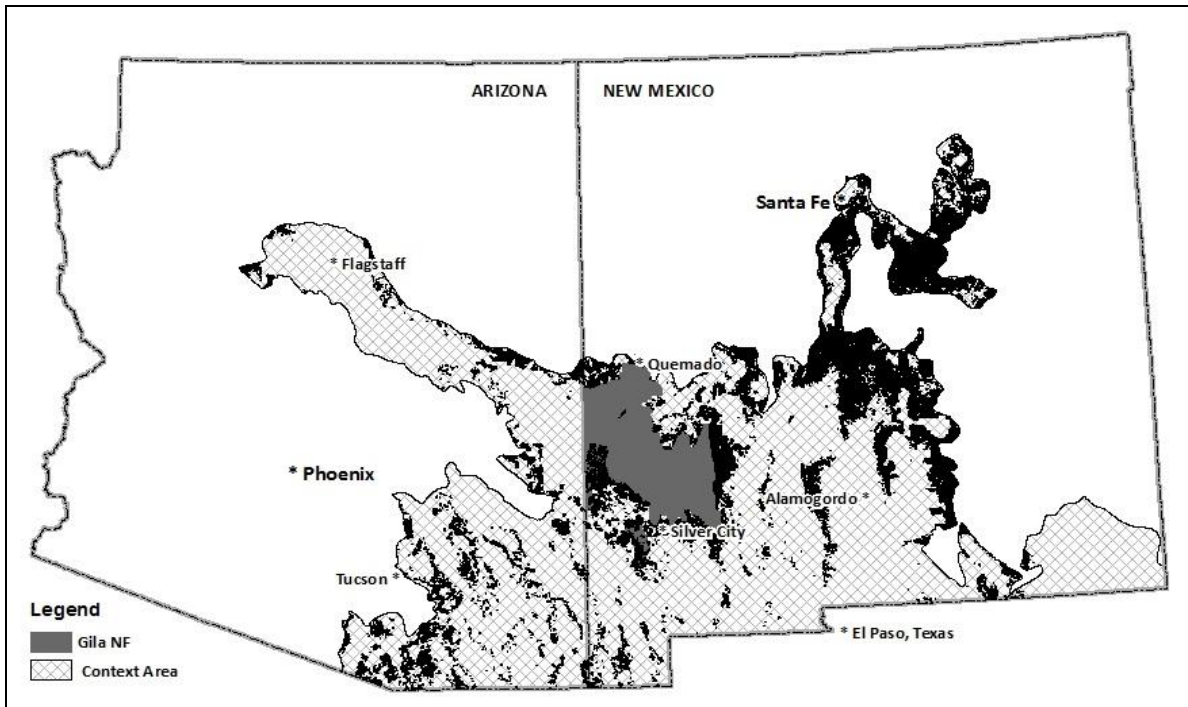 ARIZONA
NEW MEXICO
Santa Fe *
* Flagstaff
* Quemado
* Phoenix
Alamogordo *
* Silver City
Tucson *
Legend
Gila NF
Context Area
* El Paso, Texas